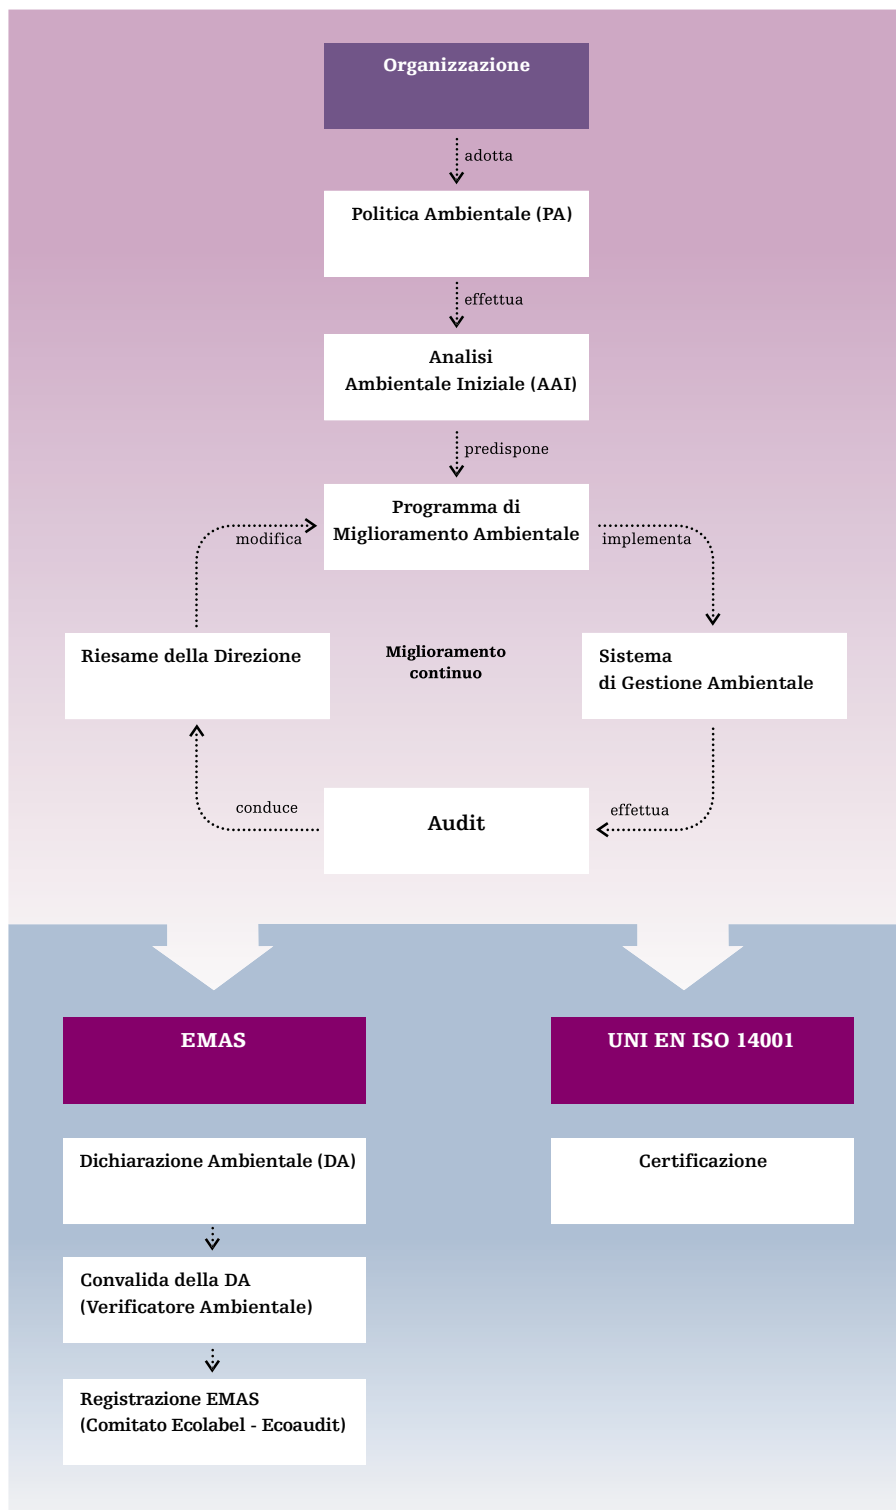 Organizzazione
adotta
Politica Ambientale (PA)
effettua
Analisi
Ambientale Iniziale (AAI)
predispone
Programma di
Miglioramento Ambientale
modifica
implementa
Riesame della Direzione
Miglioramento
continuo
Sistema
di Gestione Ambientale
conduce
Audit
effettua
EMAS
UNI EN ISO 14001
Dichiarazione Ambientale (DA)
Certificazione
Convalida della DA
(Verificatore Ambientale)
Registrazione EMAS
(Comitato Ecolabel - Ecoaudit)